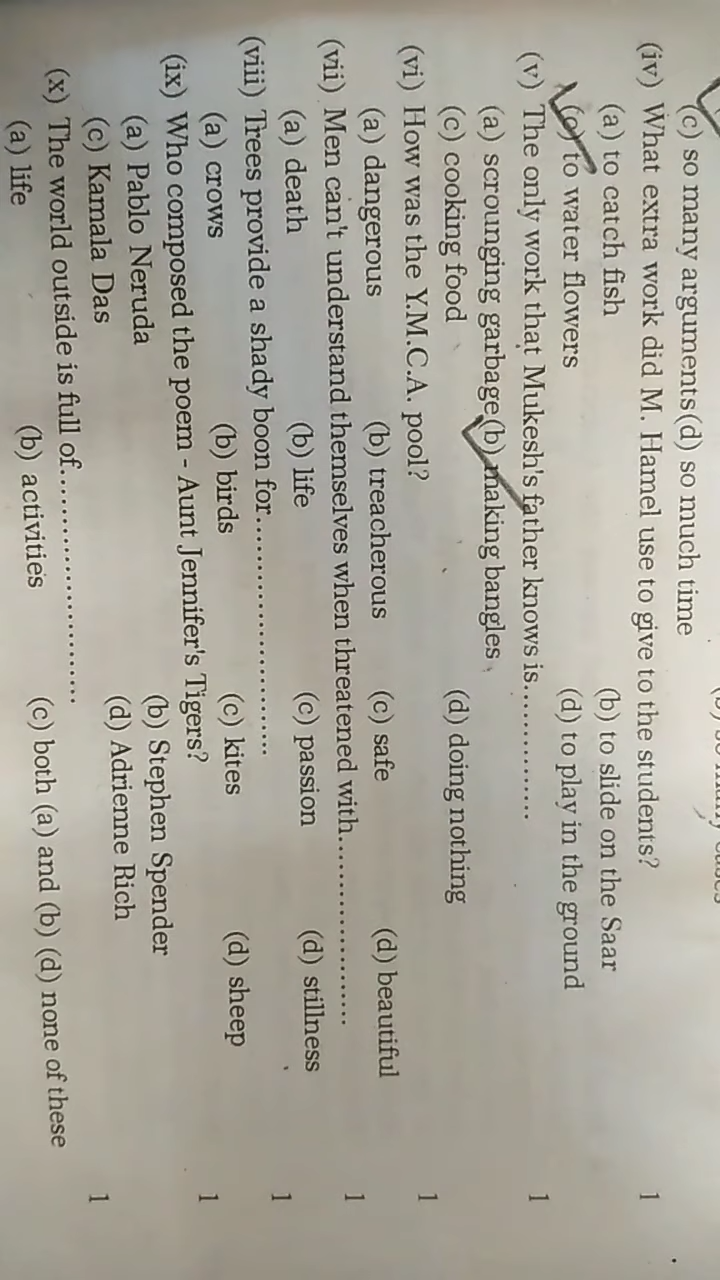 (c) so many arguments(d) so much time
(iv) What extra work did M. Hamel use to give to the students? 1
(a) to catch fish (b) to slide on the Saar
(c) to water flowers (d) to play in the ground
(v) The only work that Mukesh's father knows is............... 1
(a) scrounging garbage(b) making bangles
(c) cooking food (d) doing nothing
(vi) How was the Y.M.C.A. pool? 1
(a) dangerous (b) treacherous (c) safe (d) beautiful
(vii) Men can't understand themselves when threatened with..................... 1
(a) death (b) life (c) passion (d) stillness
(viii) Trees provide a shady boon for.......................... 1
(a) crows (b) birds (c) kites (d) sheep
(ix) Who composed the poem - Aunt Jennifer's Tigers? 1
(a) Pablo Neruda (b) Stephen Spender
(c) Kamala Das (d) Adrienne Rich
(x) The world outside is full of......................... 1
(a) life (b) activities (c) both (a) and (b) (d) none of these